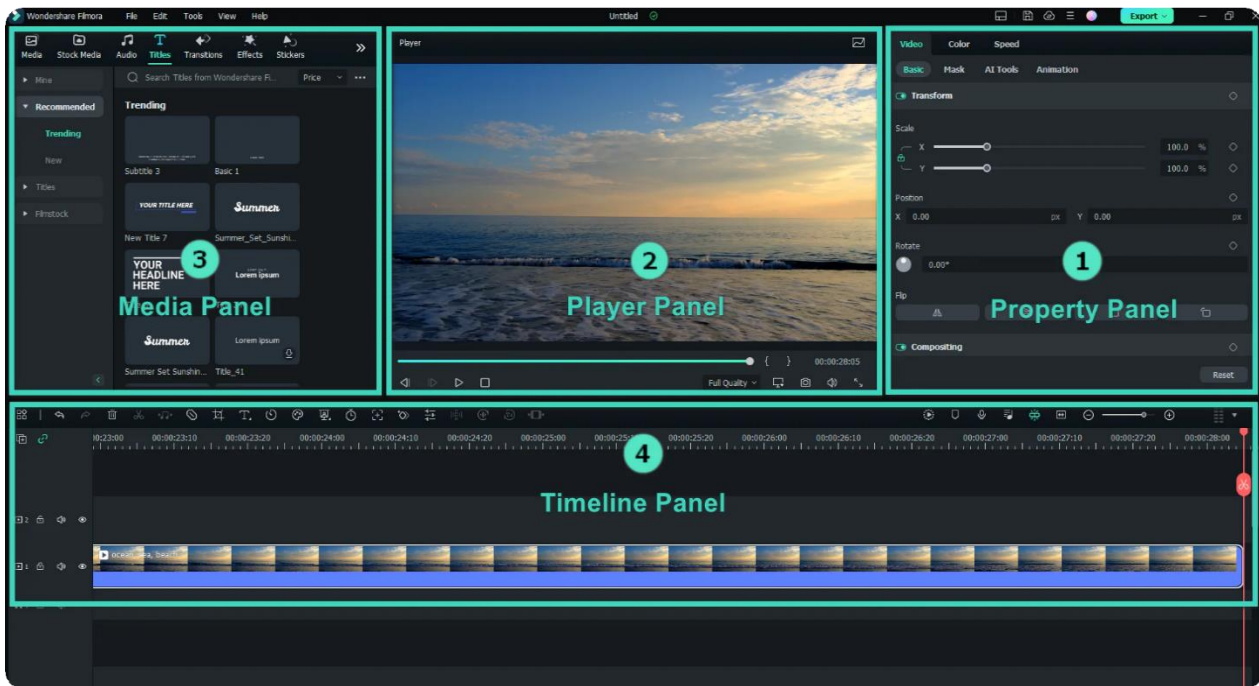 Wondershare Filmora File Edit Tools View Help
Untitled
Export
Media Stock Media Audio Titles Transitions Effects Stickers
Mine
Recommended
Trending
New
Titles
Filmstock
Search Titles from Wondershare Fi... Price
Trending
Subtitle 3 Basic 1
YOUR TITLE HERE Summer
New Title 7 Summer_Set_Sunshi...
YOUR
HEADLINE
HERE
Lorem ipsum
3
Media Panel
Summer Lorem ipsum
Summer Set Sunshin... Title_41
Player
2
Player Panel
00:00:28:05
Full Quality
Video Color Speed
Basic Mask AI Tools Animation
Transform
Scale
X 100.0 %
Y 100.0 %
Position
X 0.00 px Y 0.00 px
Rotate
0.00°
1
Flip
Property Panel
Compositing
Reset
0:23:00 00:00:23:10 00:00:23:20 00:00:24:00 00:00:24:10 00:00:24:20 00:00:25:00 00:00:25:20 00:00:26:00 00:00:26:10 00:00:26:20 00:00:27:00 00:00:27:10 00:00:27:20 00:00:28:00
4
Timeline Panel
2
ocean, sea, beach
1